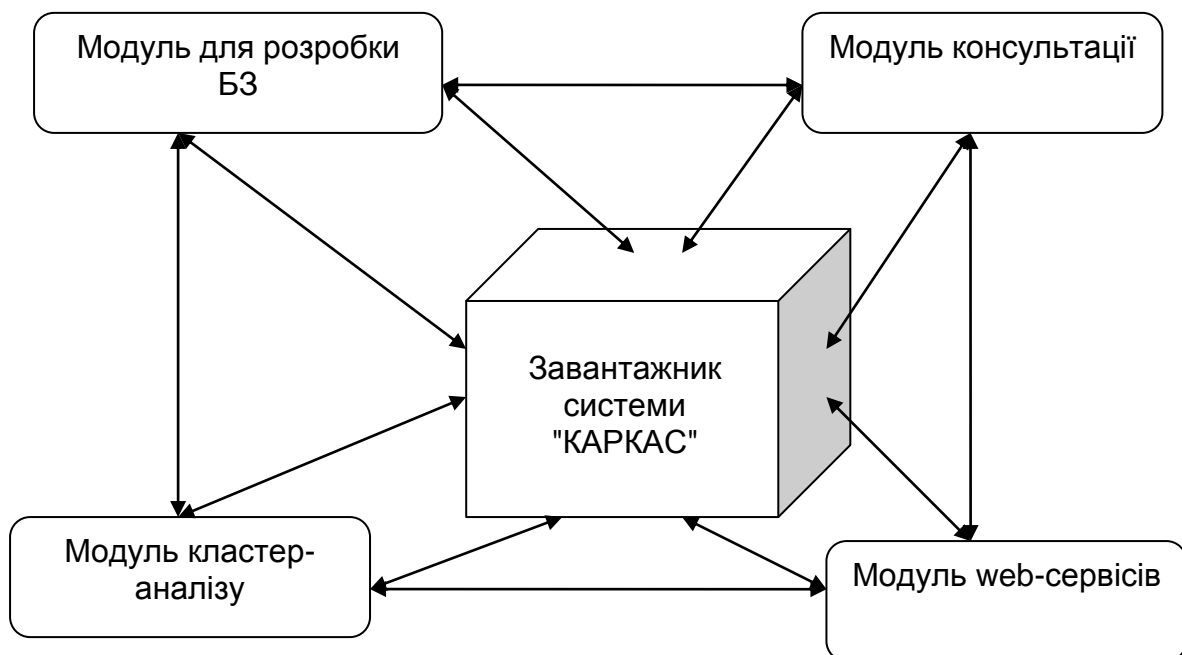 Модуль для розробки
БЗ
Модуль консультації
Завантажник
системи
"КАРКАС"
Модуль кластер-
аналізу
Модуль web-сервісів